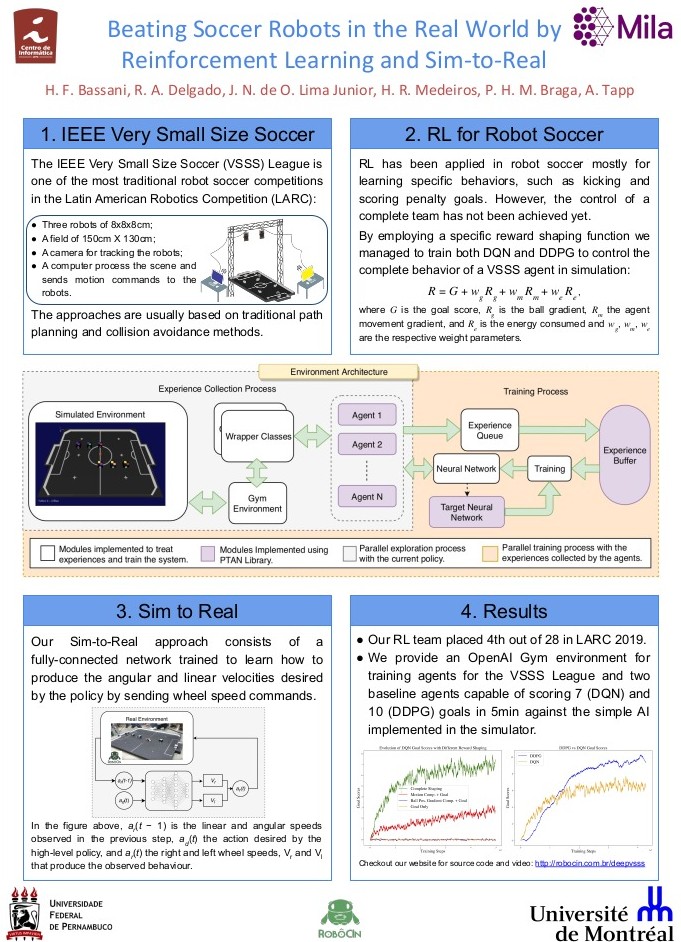 Centro de
Informática
Beating Soccer Robots in the Real World by
Reinforcement Learning and Sim-to-Real
Mila
H. F. Bassani, R. A. Delgado, J. N. de O. Lima Junior, H. R. Medeiros, P. H. M. Braga, A. Tapp
1. IEEE Very Small Size Soccer
The IEEE Very Small Size Soccer (VSSS) League is
one of the most traditional robot soccer competitions
in the Latin American Robotics Competition (LARC):
● Three robots of 8x8x8cm;
● A field of 150cm X 130cm;
● A camera for tracking the robots;
● A computer process the scene and
sends motion commands to the
robots.
The approaches are usually based on traditional path
planning and collision avoidance methods.
2. RL for Robot Soccer
RL has been applied in robot soccer mostly for
learning specific behaviors, such as kicking and
scoring penalty goals. However, the control of a
complete team has not been achieved yet.
By employing a specific reward shaping function we
managed to train both DQN and DDPG to control the
complete behavior of a VSSS agent in simulation:
R = G + w_g R_g + w_m R_m + w_e R_e,
where G is the goal score, R_g is the ball gradient, R_m the agent
movement gradient, and R_e is the energy consumed and w_g, w_m, w_e
are the respective weight parameters.
Environment Architecture
Experience Collection Process
Training Process
Simulated Environment
Wrapper Classes
Gym
Environment
Agent 1
Agent 2
Agent N
Experience
Queue
Neural Network
Training
Target Neural
Network
Experience
Buffer
Modules implemented to treat
experiences and train the system.
Modules Implemented using
PTAN Library.
Parallel exploration process
with the current policy.
Parallel training process with the
experiences collected by the agents.
3. Sim to Real
Our Sim-to-Real approach consists of a
fully-connected network trained to learn how to
produce the angular and linear velocities desired
by the policy by sending wheel speed commands.
Real Environment
In the figure above, a_r(t − 1) is the linear and angular speeds
observed in the previous step, a_d(t) the action desired by the
high-level policy, and a_r(t) the right and left wheel speeds, V_r and V_l
that produce the observed behaviour.
4. Results
● Our RL team placed 4th out of 28 in LARC 2019.
● We provide an OpenAI Gym environment for
training agents for the VSSS League and two
baseline agents capable of scoring 7 (DQN) and
10 (DDPG) goals in 5min against the simple AI
implemented in the simulator.
Evolution of DQN Goal Scores with Different Reward Shaping
Complete Shaping
Motion Comp. + Goal
Ball Pos. Gradient Comp. + Goal
Goal Only
Goal Scores
Training Steps
DDPG vs DQN Goal Scores
DDPG
DQN
Goal Scores
Training Steps
Checkout our website for source code and video: http://robocin.com.br/deepvsss
UNIVERSIDADE
FEDERAL
DE PERNAMBUCO
ROBÔCIN
Université
de Montréal